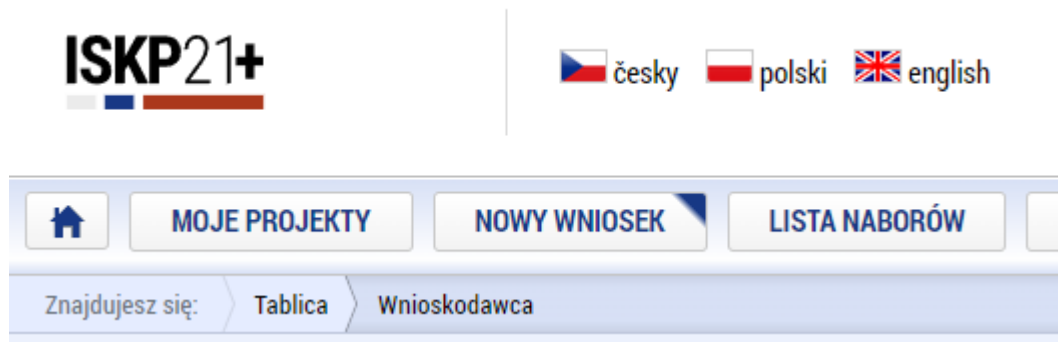 ISKP21+
česky polski english
MOJE PROJEKTY NOWY WNIOSEK LISTA NABORÓW
Znajdujesz się: Tablica Wnioskodawca